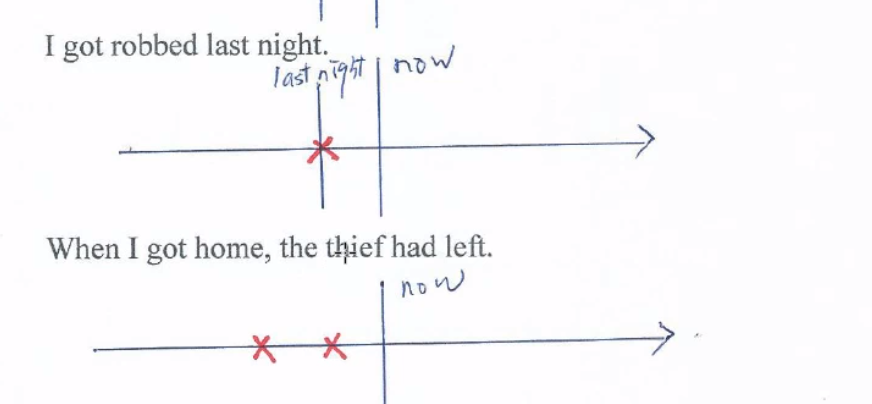 I got robbed last night.
last night now
When I got home, the thief had left.
now